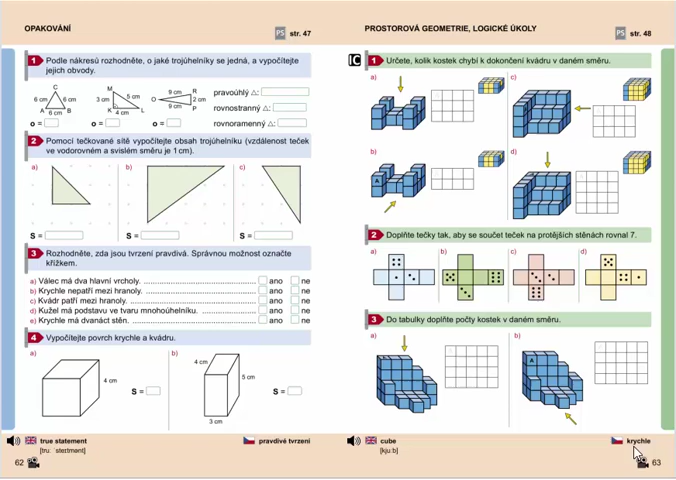 OPAKOVÁNÍ
PS str. 47
1 Podle nákresů rozhodněte, o jaké trojúhelníky se jedná, a vypočítejte
jejich obvody.
C
6 cm 6 cm
A 6 cm B
o =
M
3 cm 5 cm
K 4 cm L
o =
9 cm R
O 2 cm
9 cm P
o =
pravoúhlý △:
rovnostranný △:
rovnoramenný △:
2 Pomocí tečkované sítě vypočítejte obsah trojúhelníku (vzdálenost teček
ve vodorovném a svislém směru je 1 cm).
a) b) c)
S = S = S =
3 Rozhodněte, zda jsou tvrzení pravdivá. Správnou možnost označte
křížkem.
a) Válec má dva hlavní vrcholy. ano ne
b) Krychle nepatří mezi hranoly. ano ne
c) Kvádr patří mezi hranoly. ano ne
d) Kužel má podstavu ve tvaru mnohoúhelníku. ano ne
e) Krychle má dvanáct stěn. ano ne
4 Vypočítejte povrch krychle a kvádru.
a) b)
4 cm
S =
4 cm
5 cm
3 cm
S =
true statement
pravdivé tvrzení
62
PROSTOROVÁ GEOMETRIE, LOGICKÉ ÚKOLY
PS str. 48
1 Určete, kolik kostek chybí k dokončení kvádru v daném směru.
a) c)
b) d)
A
2 Doplňte tečky tak, aby se součet teček na protějších stěnách rovnal 7.
a) b) c) d)
3 Do tabulky doplňte počty kostek v daném směru.
a) b)
A
cube
[kjuːb]
krychle
63